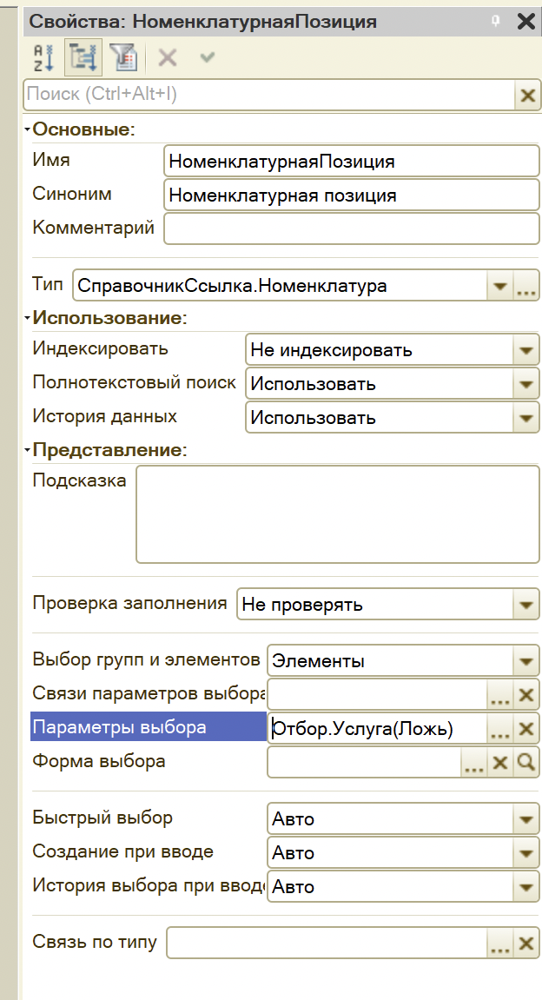 Свойства: НоменклатурнаяПозиция
Поиск (Ctrl+Alt+I)
Основные:
Имя НоменклатурнаяПозиция
Синоним Номенклатурная позиция
Комментарий
Тип СправочникСсылка.Номенклатура ...
Использование:
Индексировать Не индексировать
Полнотекстовый поиск Использовать
История данных Использовать
Представление:
Подсказка
Проверка заполнения Не проверять
Выбор групп и элементов Элементы
Связи параметров выбора ...
Параметры выбора Отбор.Услуга(Ложь) ...
Форма выбора ...
Быстрый выбор Авто
Создание при вводе Авто
История выбора при вводе Авто
Связь по типу ...